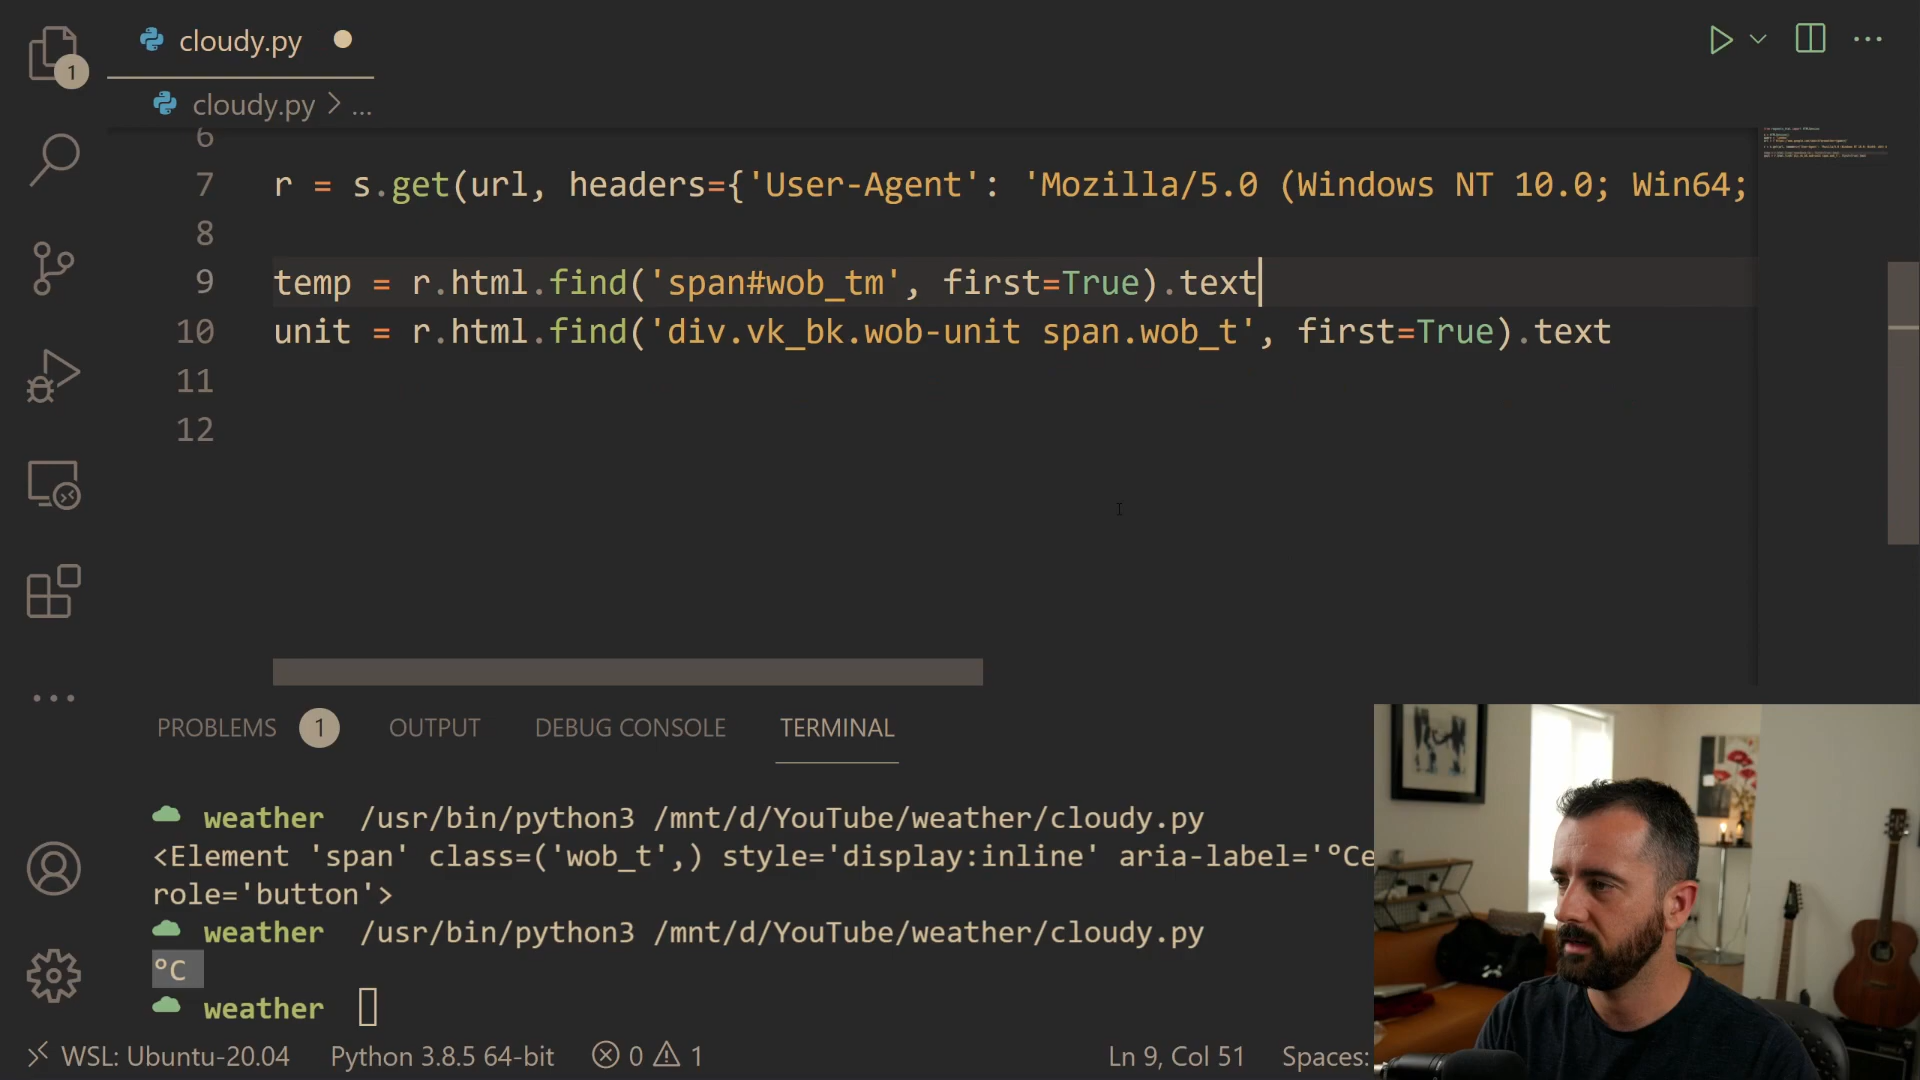 cloudy.py
1
cloudy.py > ...
6
7 r = s.get(url, headers={'User-Agent': 'Mozilla/5.0 (Windows NT 10.0; Win64;
8
9 temp = r.html.find('span#wob_tm', first=True).text
10 unit = r.html.find('div.vk_bk.wob-unit span.wob_t', first=True).text
11
12
PROBLEMS 1 OUTPUT DEBUG CONSOLE TERMINAL
weather /usr/bin/python3 /mnt/d/YouTube/weather/cloudy.py
<Element 'span' class=('wob_t',) style='display:inline' aria-label='°Ce
role='button'>
weather /usr/bin/python3 /mnt/d/YouTube/weather/cloudy.py
°C
weather
WSL: Ubuntu-20.04 Python 3.8.5 64-bit 0 1 Ln 9, Col 51 Spaces: